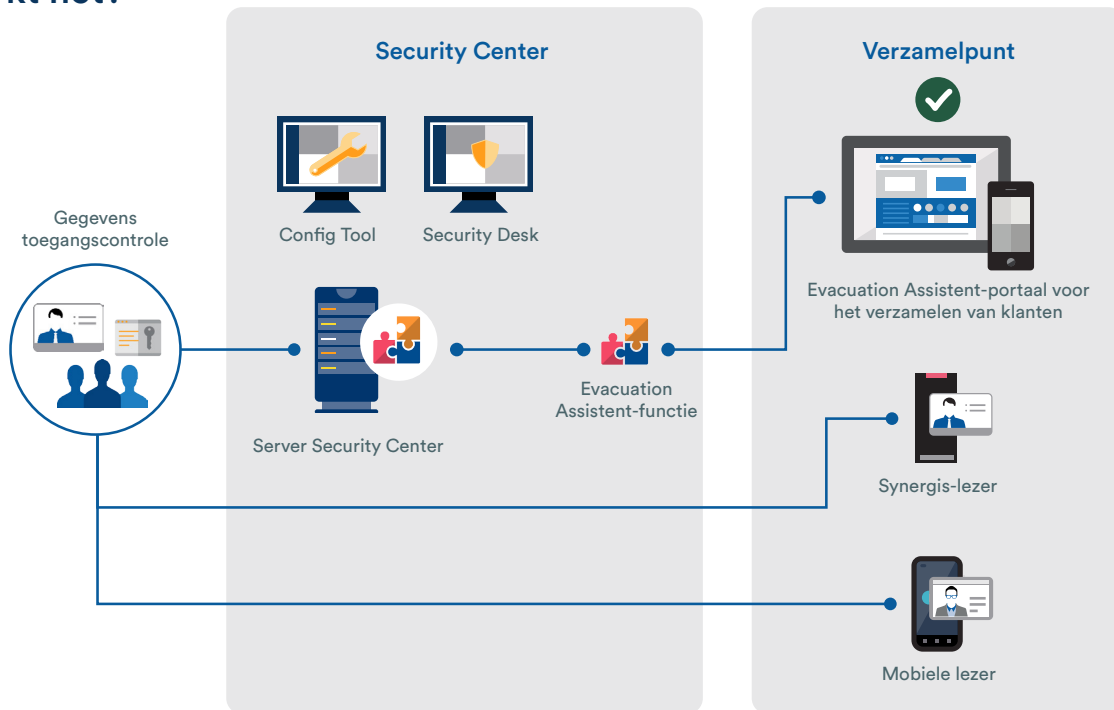 Security Center
Verzamelpunt
Gegevens
toegangscontrole
Config Tool
Security Desk
Evacuation Assistent-portaal voor
het verzamelen van klanten
Evacuation
Assistent-functie
Server Security Center
Synergis-lezer
Mobiele lezer